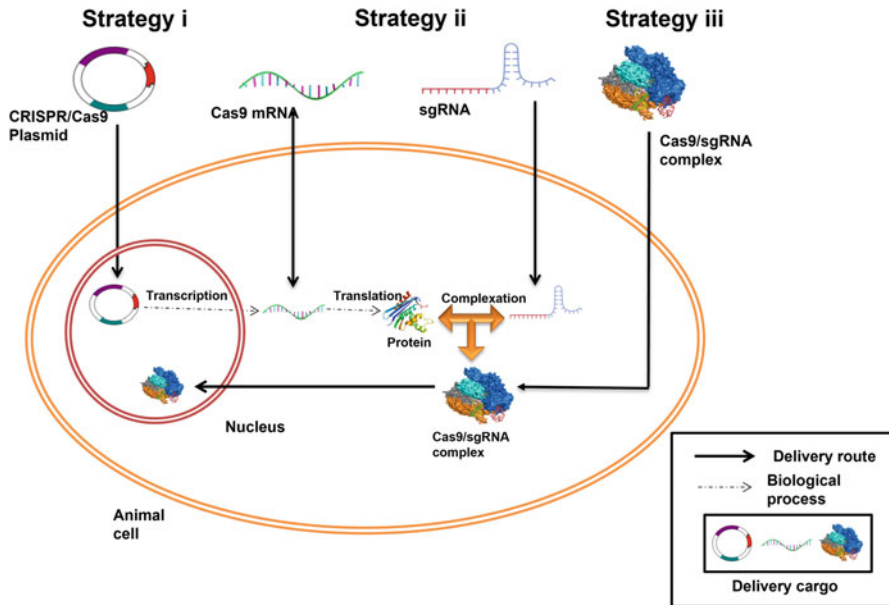 Strategy i
Strategy ii
Strategy iii
CRISPR/Cas9
Plasmid
Cas9 mRNA
sgRNA
Cas9/sgRNA
complex
Transcription
Translation
Complexation
Protein
Cas9/sgRNA
complex
Nucleus
Animal
cell
Delivery route
Biological
process
Delivery cargo